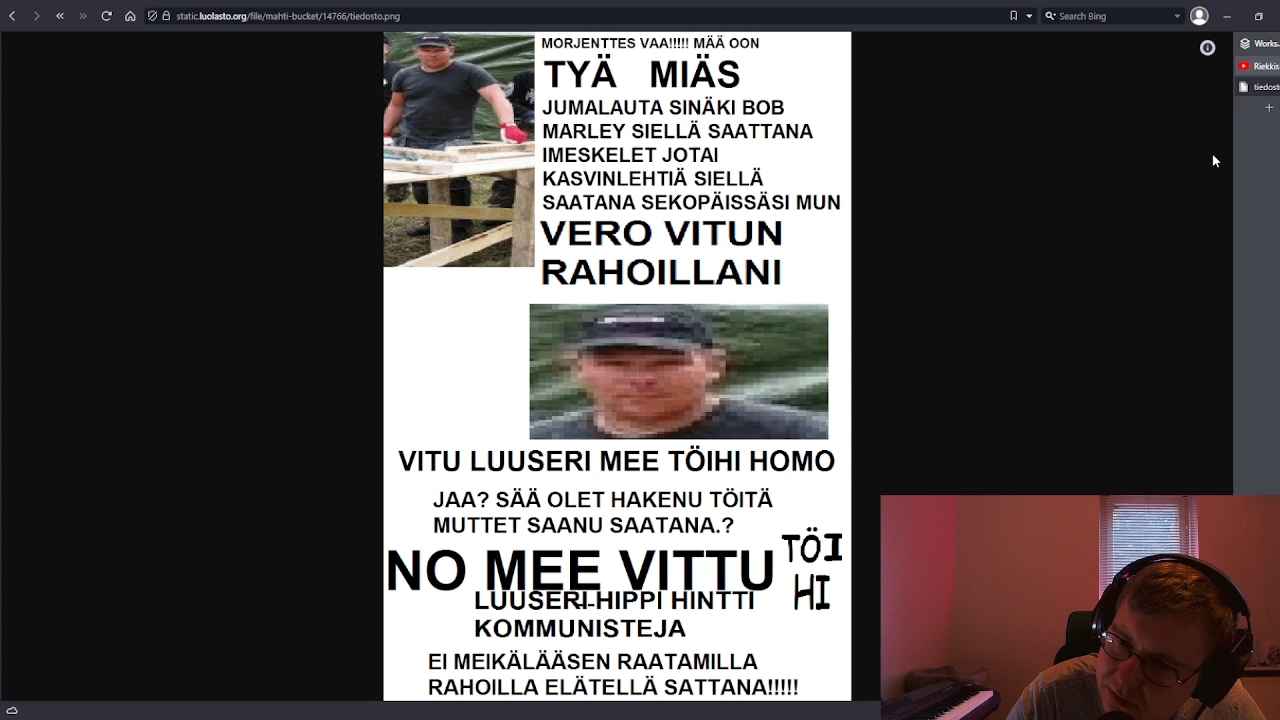 static.luolasto.org/file/mahti-bucket/14766/tiedosto.png
Search Bing
Works.
Riekkis
tiedost
MORJENTTES VAA!!!!! MÄÄ OON
TYÄ MIÄS
JUMALAUTA SINÄKI BOB
MARLEY SIELLÄ SAATTANA
IMESKELET JOTAI
KASVINLEHTIÄ SIELLÄ
SAATANA SEKOPÄISSÄSI MUN
VERO VITUN
RAHOILLANI
VITU LUUSERI MEE TÖIHI HOMO
JAA? SÄÄ OLET HAKENU TÖITÄ
MUTTET SAANU SAATANA.?
NO MEE VITTU TÖI
HI
LUUSERI-HIPPI HINTTI
KOMMUNISTEJA
EI MEIKÄLÄÄSEN RAATAMILLA
RAHOILLA ELÄTELLÄ SATTANA!!!!!